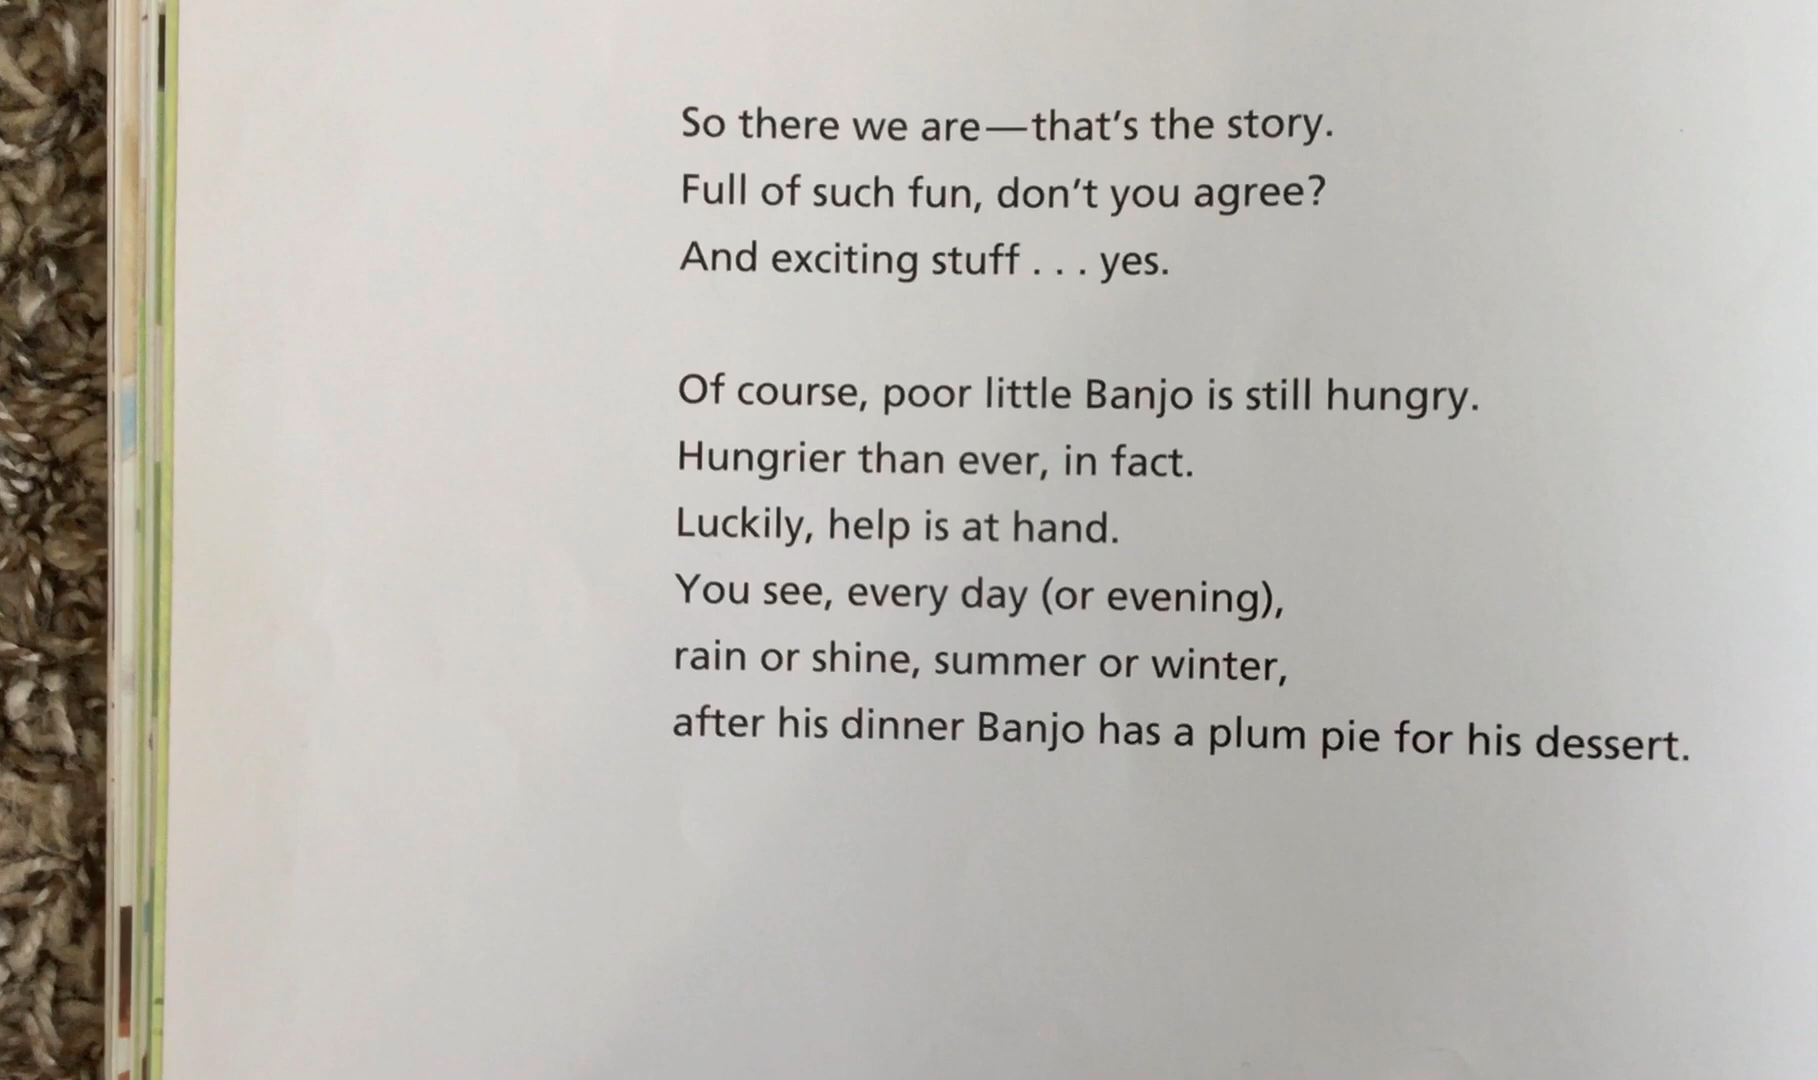 So there we are—that's the story.
Full of such fun, don't you agree?
And exciting stuff . . . yes.
Of course, poor little Banjo is still hungry.
Hungrier than ever, in fact.
Luckily, help is at hand.
You see, every day (or evening),
rain or shine, summer or winter,
after his dinner Banjo has a plum pie for his dessert.